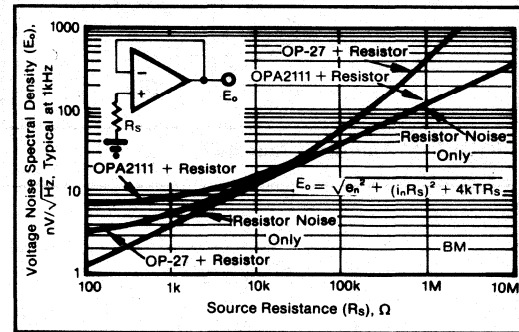 Voltage Noise Spectral Density (Eₒ),
nV/√Hz, Typical at 1kHz
1000
100
10
1
−
+
Eₒ
Rₛ
OP-27 + Resistor
OPA2111 + Resistor
Resistor Noise
Only
OPA2111 + Resistor
Eₒ = √eₙ² + (iₙRₛ)² + 4kTRₛ
Resistor Noise
Only
OP-27 + Resistor
BM
100 1k 10k 100k 1M 10M
Source Resistance (Rₛ), Ω